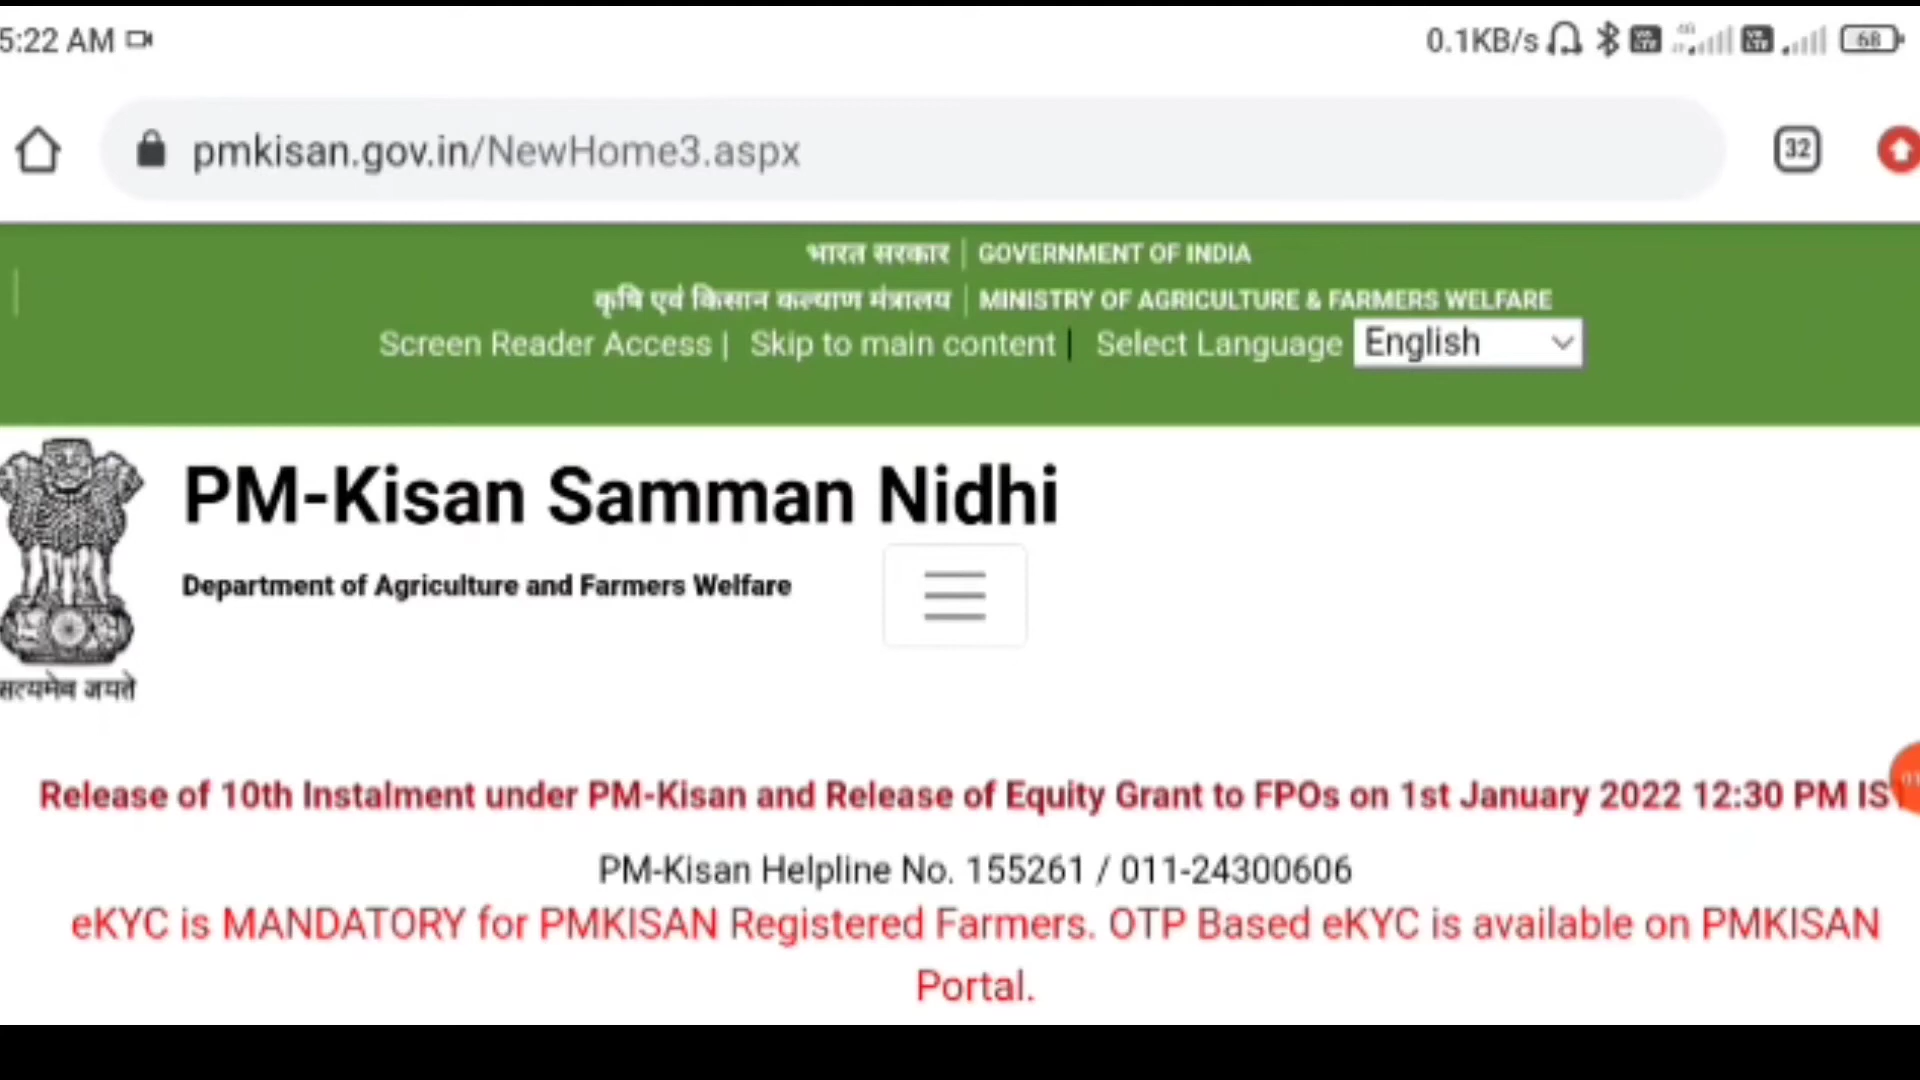 5:22 AM
0.1KB/s 68
pmkisan.gov.in/NewHome3.aspx
32
भारत सरकार | GOVERNMENT OF INDIA
कृषि एवं किसान कल्याण मंत्रालय | MINISTRY OF AGRICULTURE & FARMERS WELFARE
Screen Reader Access | Skip to main content | Select Language English
PM-Kisan Samman Nidhi
Department of Agriculture and Farmers Welfare
सत्यमेव जयते
Release of 10th Instalment under PM-Kisan and Release of Equity Grant to FPOs on 1st January 2022 12:30 PM IS
PM-Kisan Helpline No. 155261 / 011-24300606
eKYC is MANDATORY for PMKISAN Registered Farmers. OTP Based eKYC is available on PMKISAN
Portal.